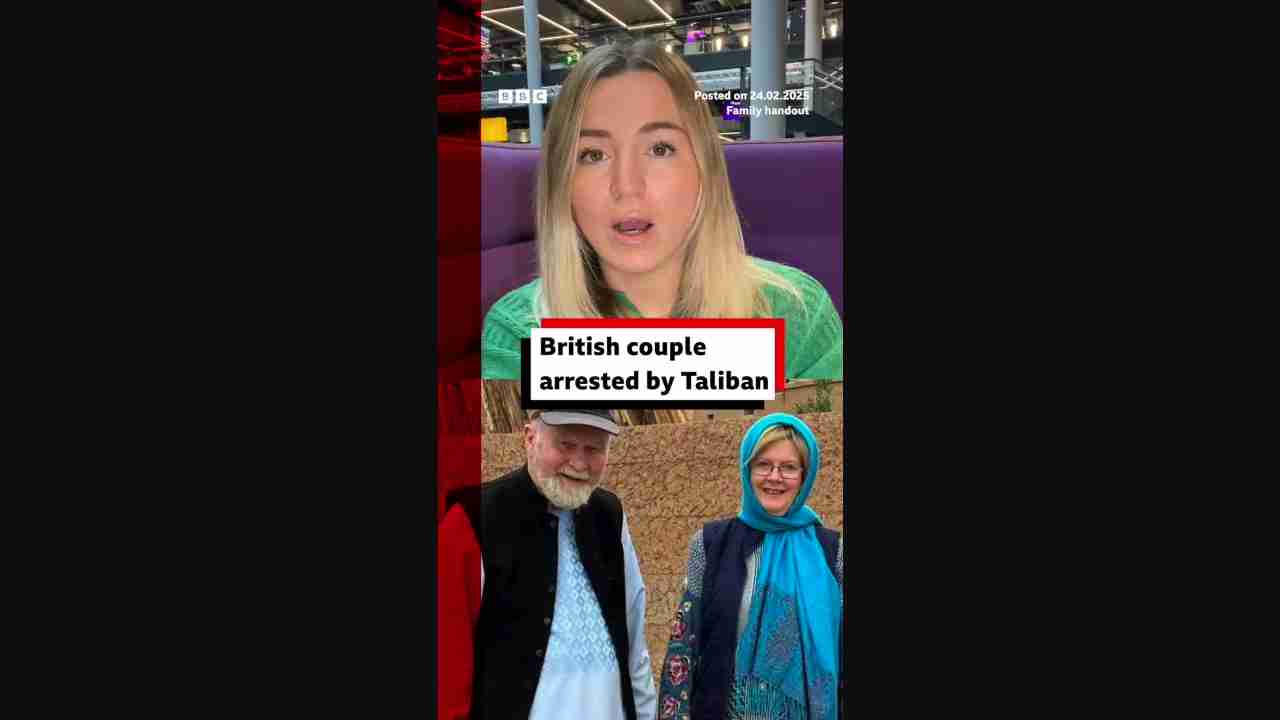 BBC
Posted on 24.02.2025
Family handout
British couple
arrested by Taliban